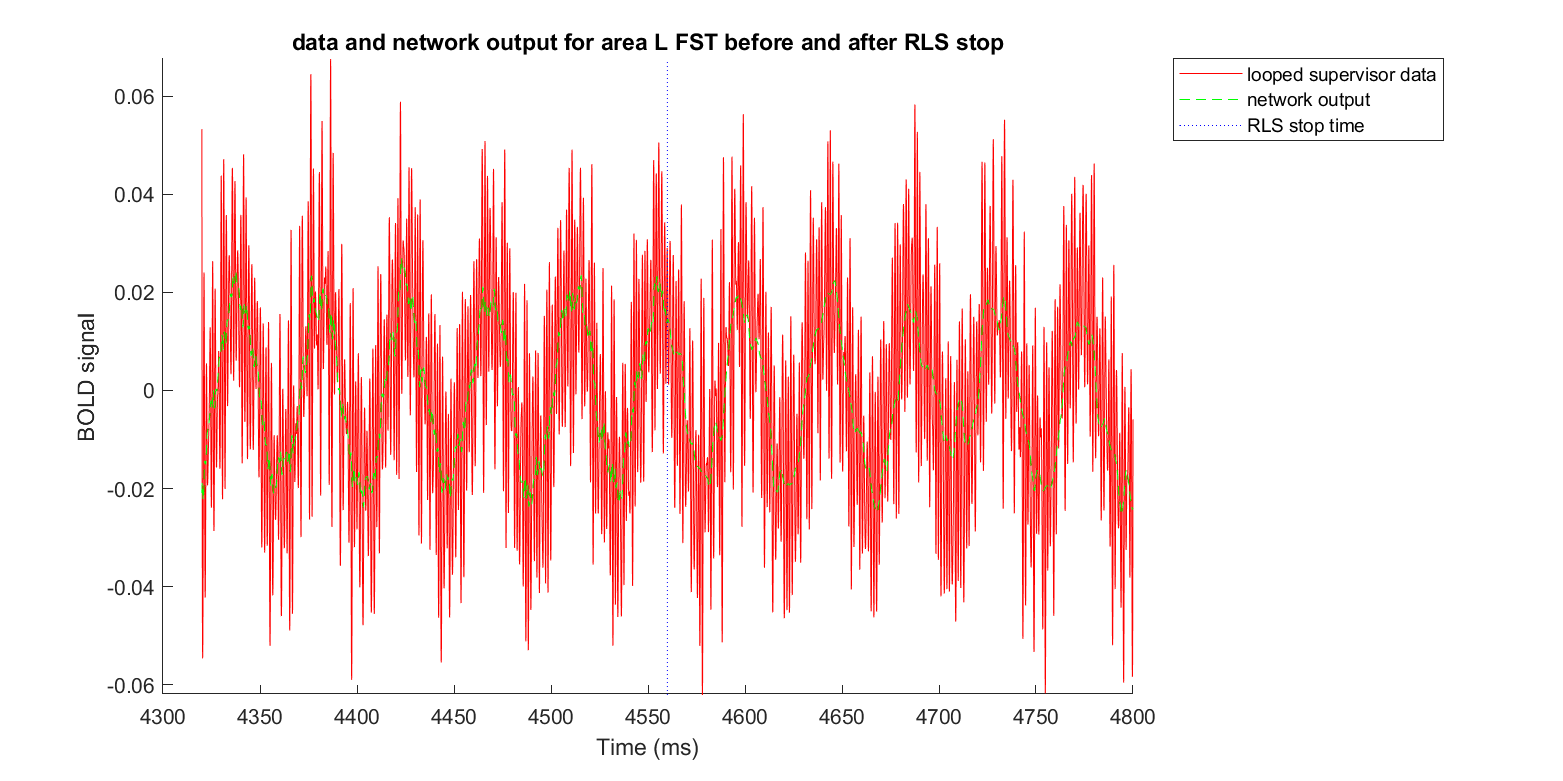 data and network output for area L FST before and after RLS stop
looped supervisor data
network output
RLS stop time
BOLD signal
0.06
0.04
0.02
0
-0.02
-0.04
-0.06
4300 4350 4400 4450 4500 4550 4600 4650 4700 4750 4800
Time (ms)